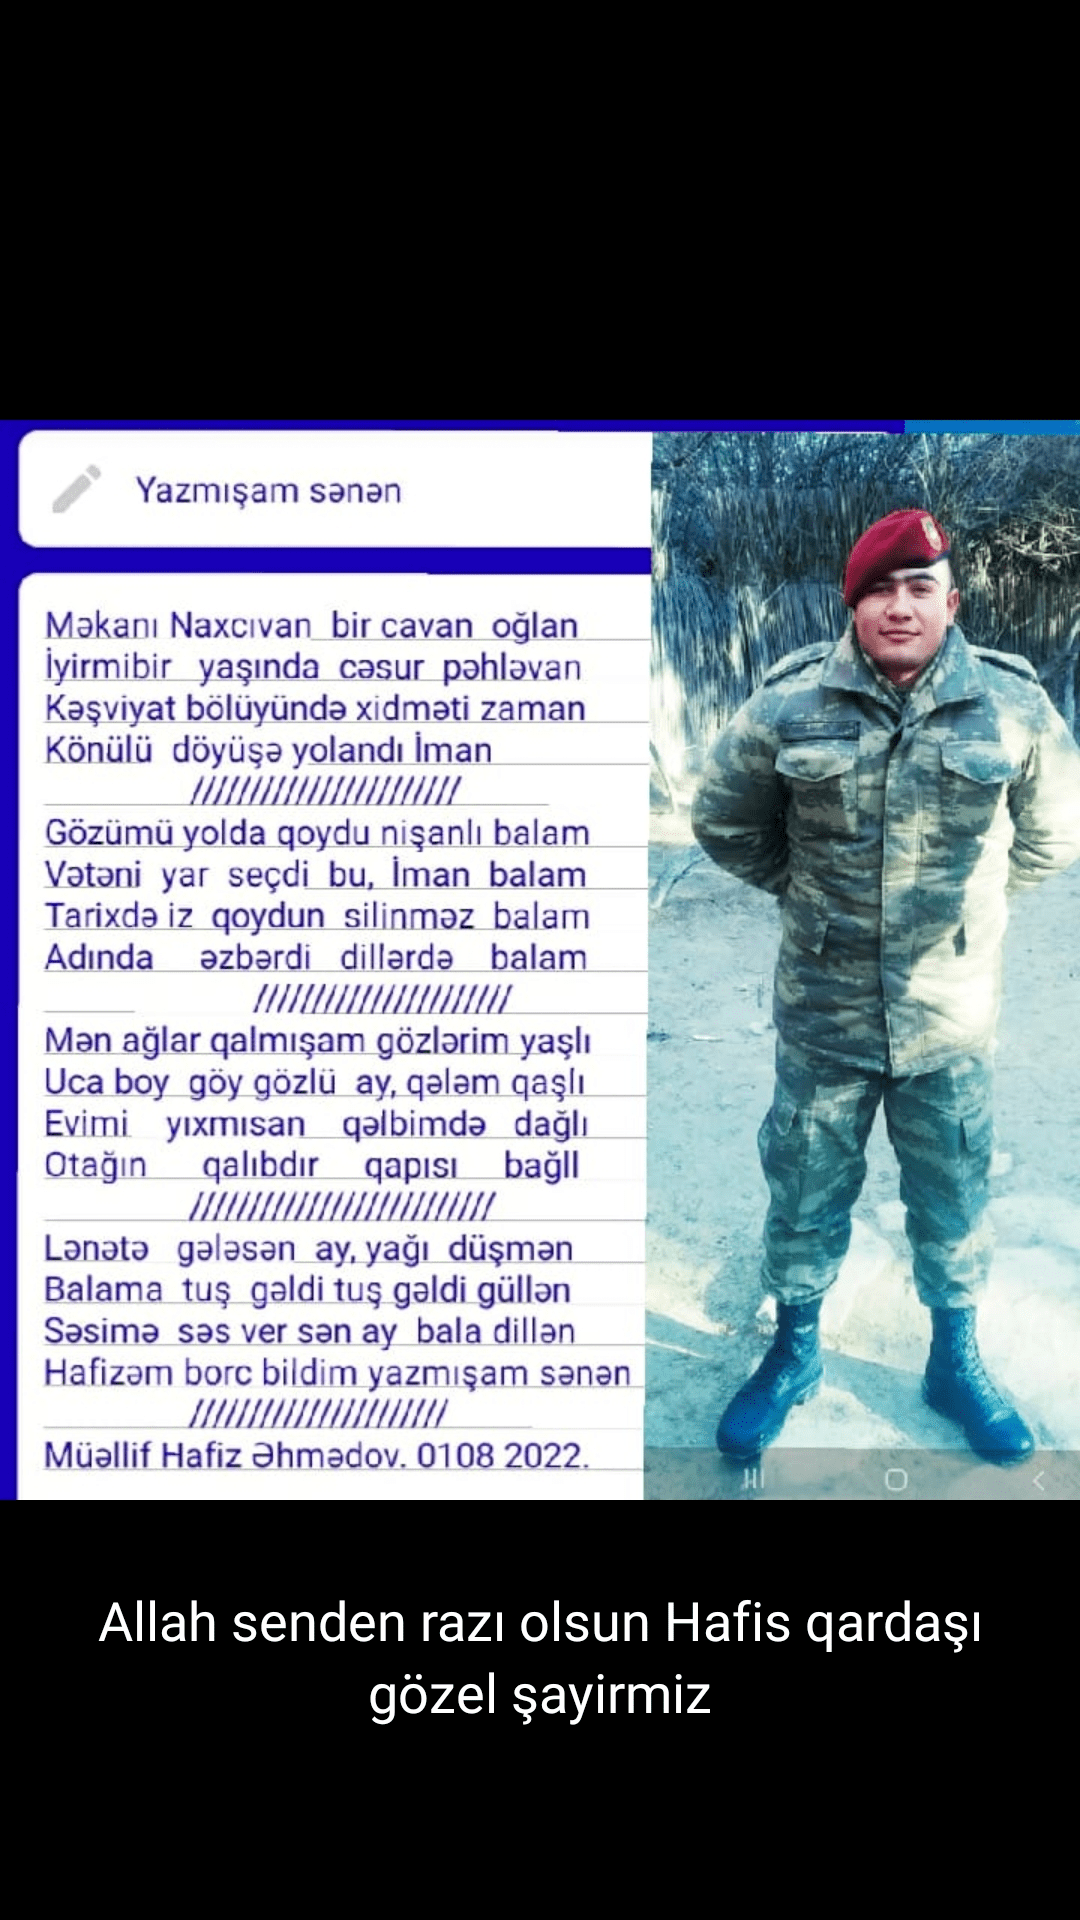 Yazmışam sənən
Məkanı Naxcıvan bir cavan oğlan
İyirmibir yaşında cəsur pəhləvan
Kəşviyat bölüyündə xidməti zaman
Könülü döyüşə yolandı İman
//////////////////////
Gözümü yolda qoydu nişanlı balam
Vətəni yar seçdi bu, İman balam
Tarixdə iz qoydun silinməz balam
Adında əzbərdi dillərdə balam
/////////////////////
Mən ağlar qalmışam gözlərim yaşlı
Uca boy göy gözlü ay, qələm qaşlı
Evimi yıxmısan qəlbimdə dağlı
Otağın qalıbdır qapısı bağll
/////////////////////////
Lənətə gələsən ay, yağı düşmən
Balama tuş gəldi tuş gəldi güllən
Səsimə səs ver sən ay bala dillən
Hafizəm borc bildim yazmışam sənən
/////////////////////
Müəllif Hafiz Əhmədov. 0108 2022.
Allah senden razı olsun Hafis qardaşı
gözel şayirmiz